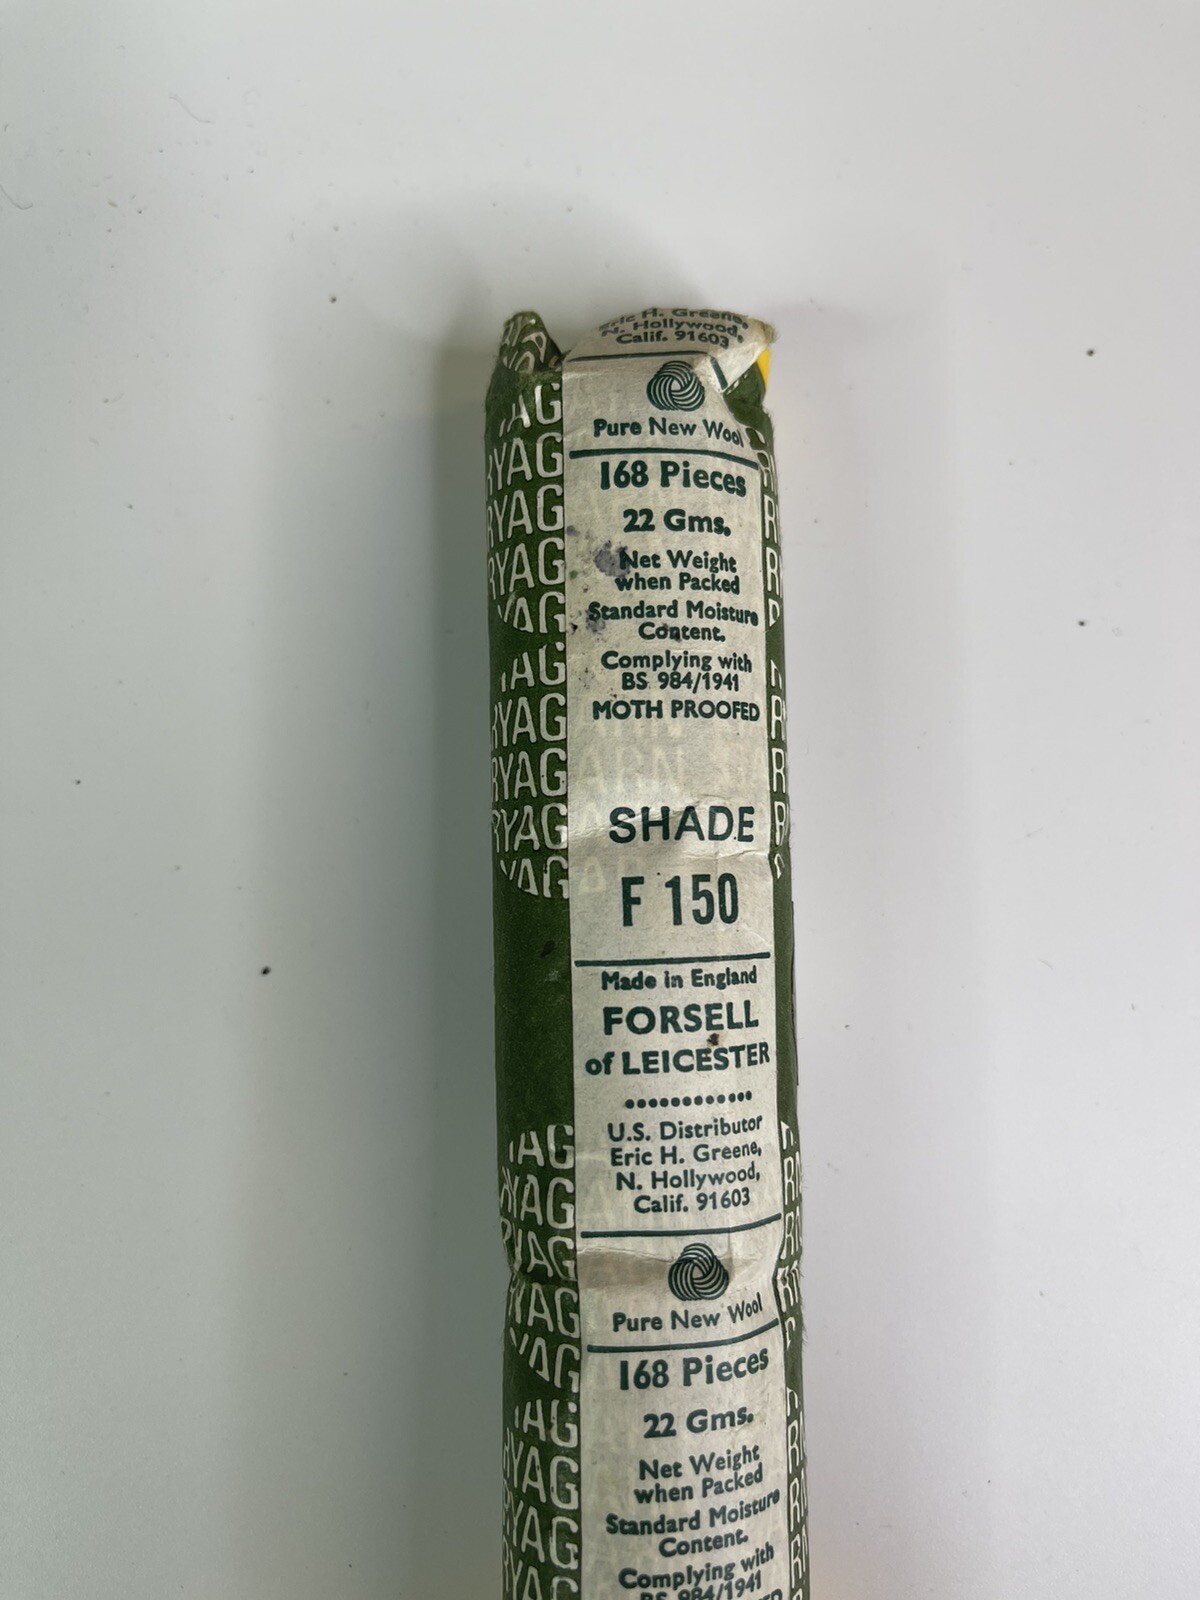 Eric H. Greene,
N. Hollywood,
Calif. 91603
Pure New Wool
168 Pieces
22 Gms.
Net Weight
when Packed
Standard Moisture
Content.
Complying with
BS 984/1941
MOTH PROOFED
SHADE
F 150
Made in England
FORSELL
of LEICESTER
............
U.S. Distributor
Eric H. Greene,
N. Hollywood,
Calif. 91603
Pure New Wool
168 Pieces
22 Gms.
Net Weight
when Packed
Standard Moisture
Content.
Complying with
BS 984/1941